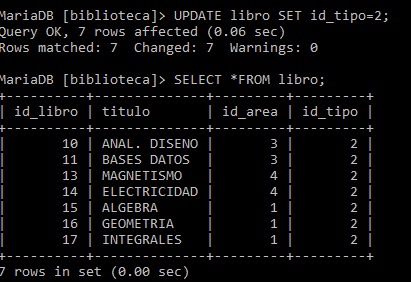 MariaDB [biblioteca]> UPDATE libro SET id_tipo=2;
Query OK, 7 rows affected (0.06 sec)
Rows matched: 7  Changed: 7  Warnings: 0

MariaDB [biblioteca]> SELECT *FROM libro;
+----------+--------------+---------+---------+
| id_libro | titulo       | id_area | id_tipo |
+----------+--------------+---------+---------+
|       10 | ANAL. DISENO |       3 |       2 |
|       11 | BASES DATOS  |       3 |       2 |
|       13 | MAGNETISMO   |       4 |       2 |
|       14 | ELECTRICIDAD |       4 |       2 |
|       15 | ALGEBRA      |       1 |       2 |
|       16 | GEOMETRIA    |       1 |       2 |
|       17 | INTEGRALES   |       1 |       2 |
+----------+--------------+---------+---------+
7 rows in set (0.00 sec)